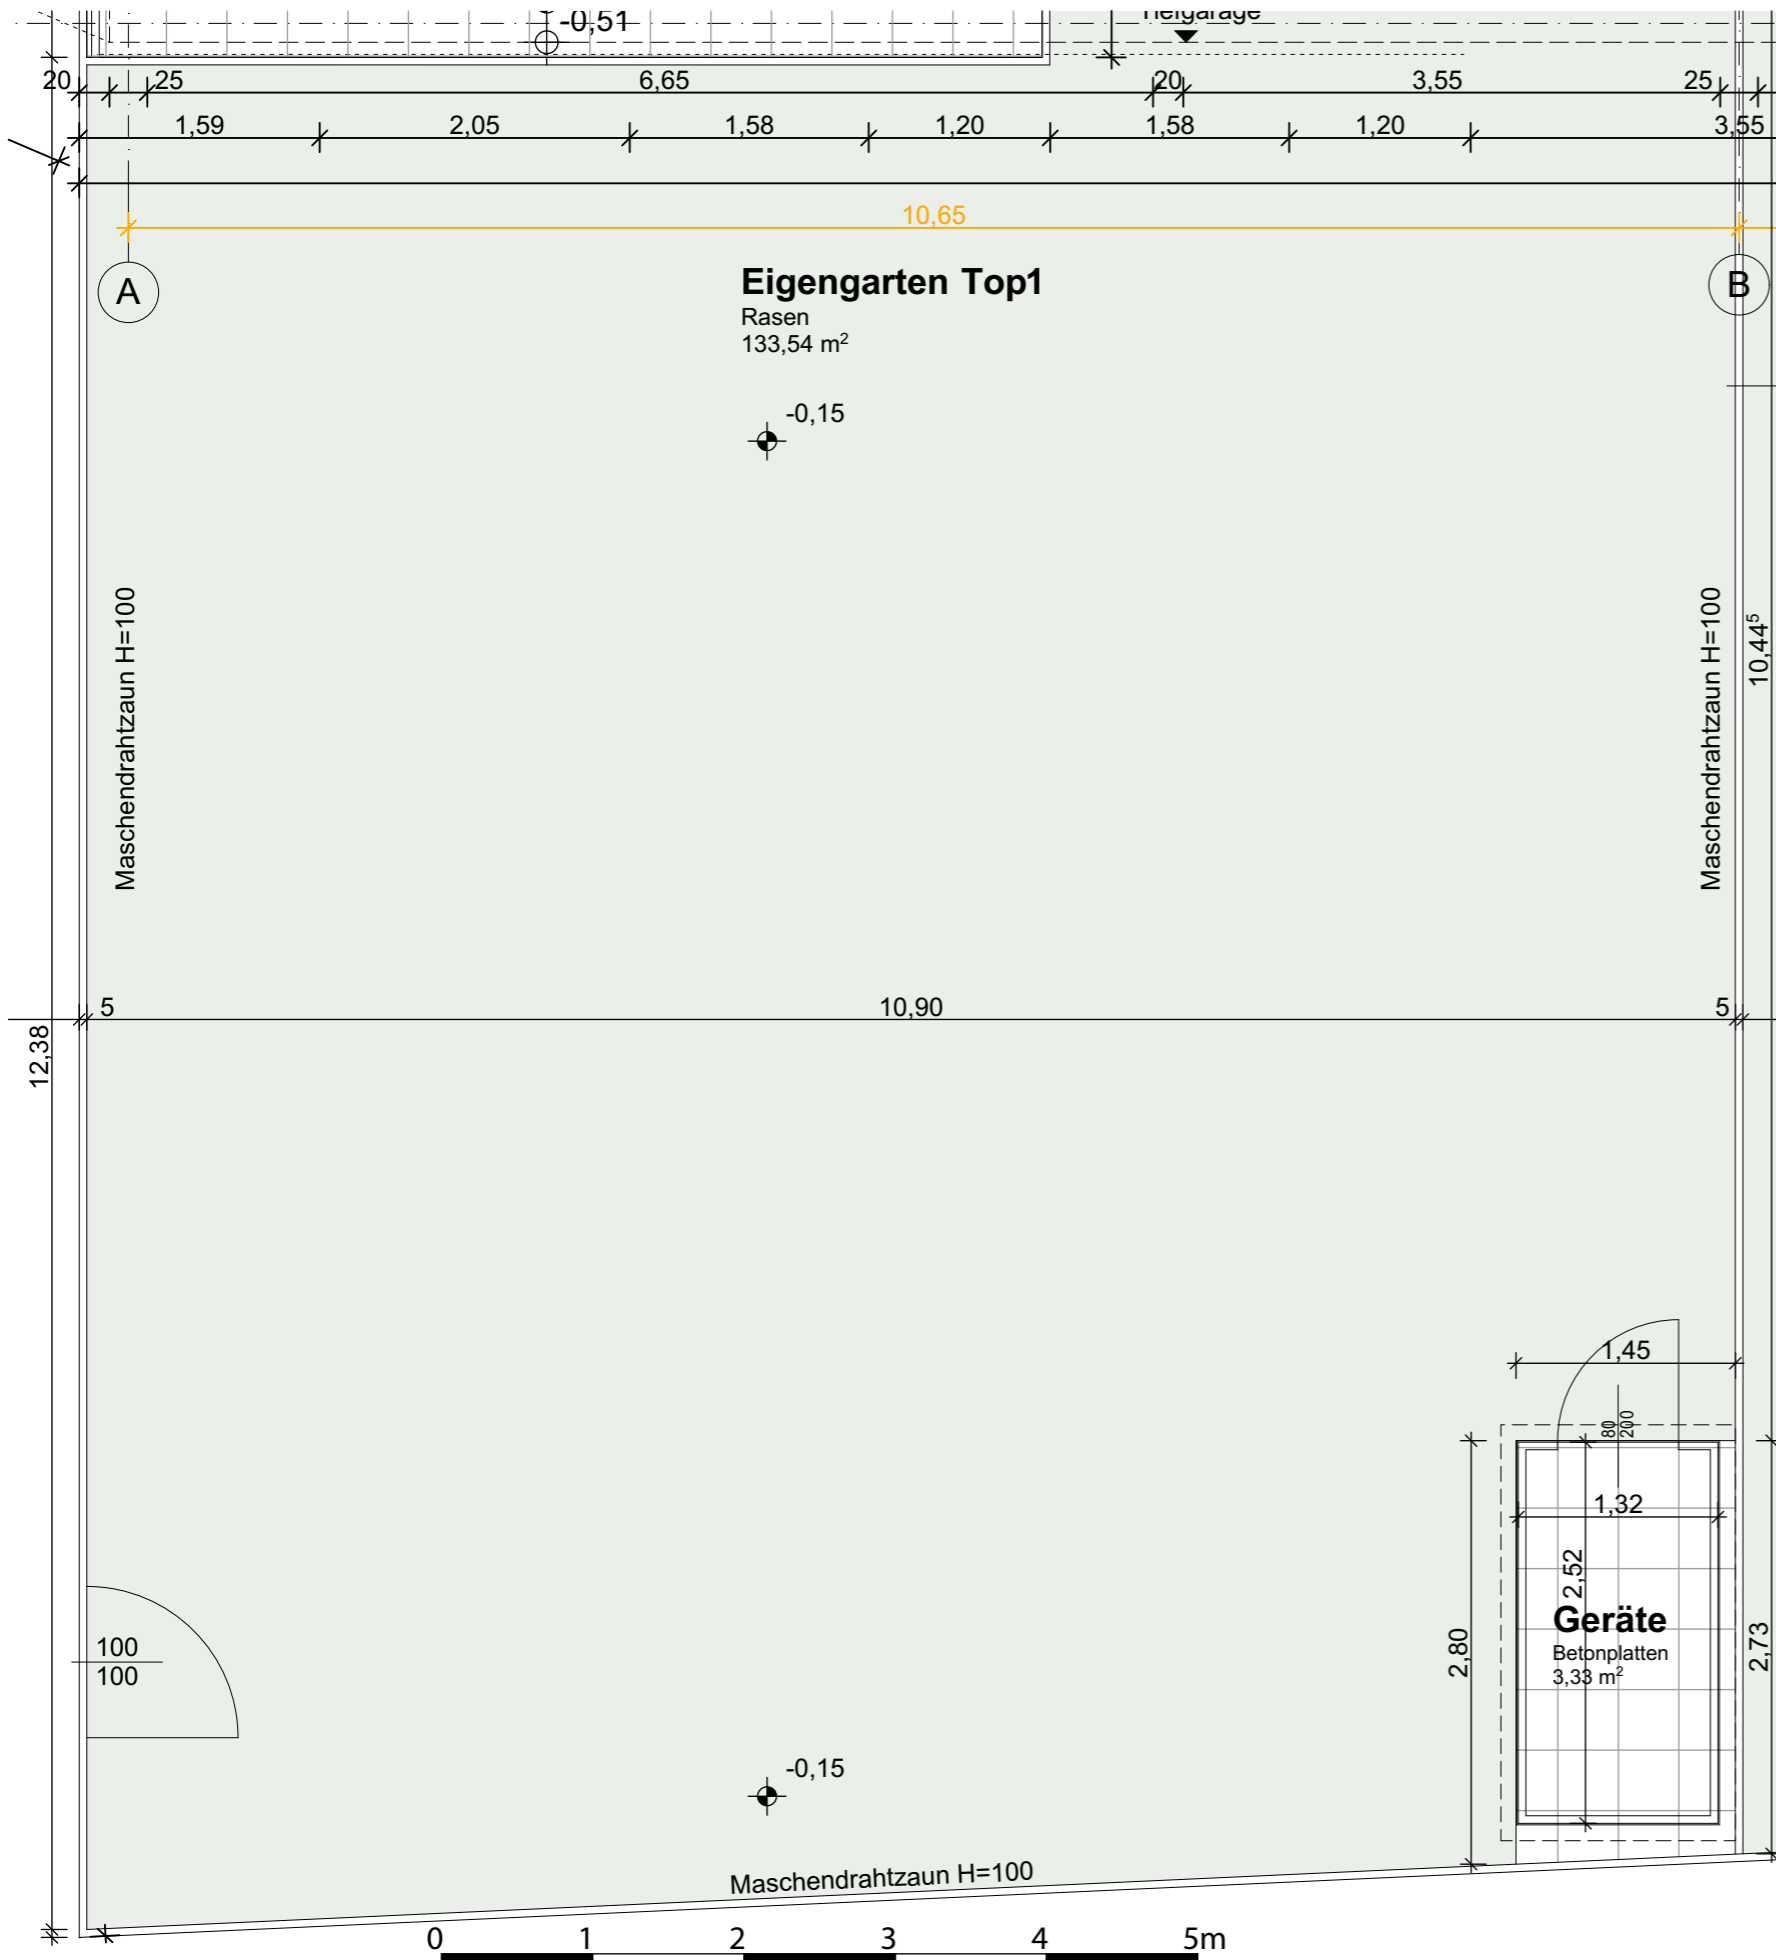 -0,51
Tiefgarage
20 25 6,65 20 3,55 25
1,59 2,05 1,58 1,20 1,58 1,20 3,55
10,65
A
B
Eigengarten Top1
Rasen
133,54 m²
-0,15
Maschendrahtzaun H=100
Maschendrahtzaun H=100
10,44⁵
5 10,90 5
12,38
1,45
80
200
1,32
2,52
Geräte
Betonplatten
3,33 m²
2,80
2,73
100
100
-0,15
Maschendrahtzaun H=100
0 1 2 3 4 5m